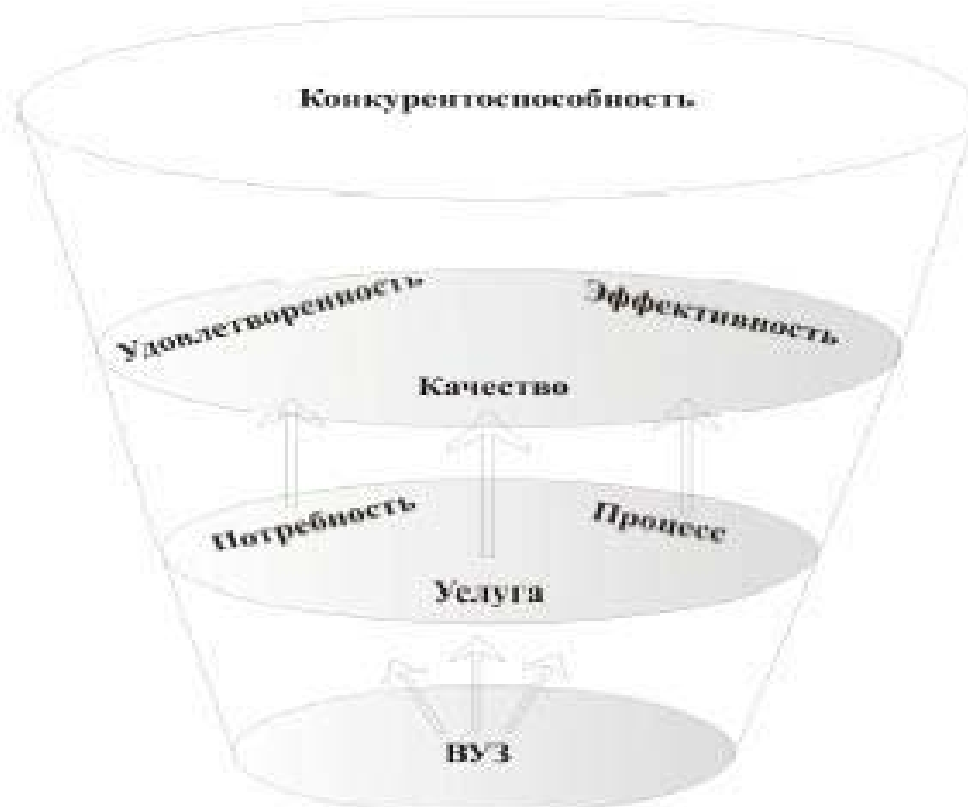 Конкурентоспособность
Удовлетворенность
Эффективность
Качество
Потребность
Процесс
Услуга
ВУЗ